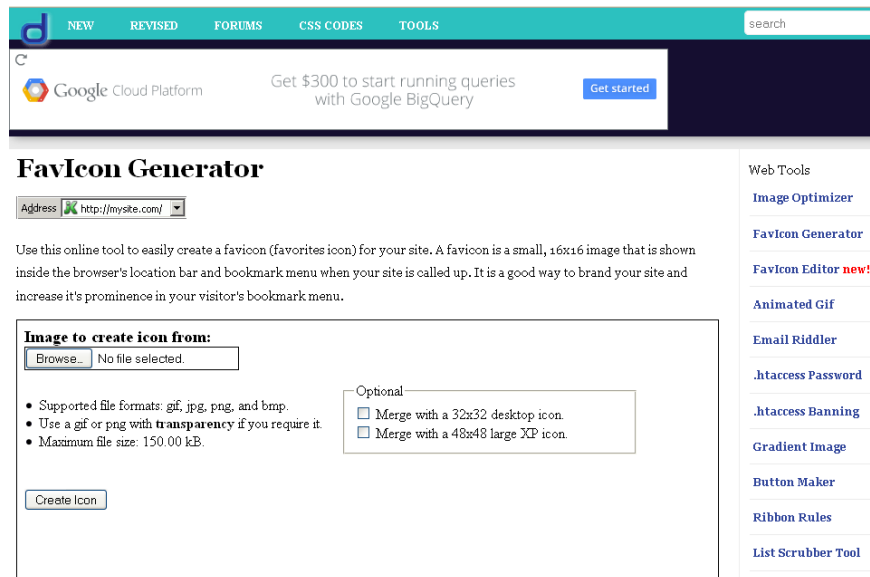 d NEW REVISED FORUMS CSS CODES TOOLS search
Google Cloud Platform
Get $300 to start running queries
with Google BigQuery
Get started
FavIcon Generator
Address http://mysite.com/
Use this online tool to easily create a favicon (favorites icon) for your site. A favicon is a small, 16x16 image that is shown
inside the browser's location bar and bookmark menu when your site is called up. It is a good way to brand your site and
increase it's prominence in your visitor's bookmark menu.
Image to create icon from:
Browse... No file selected.
• Supported file formats: gif, jpg, png, and bmp.
• Use a gif or png with transparency if you require it.
• Maximum file size: 150.00 kB.
Optional
Merge with a 32x32 desktop icon.
Merge with a 48x48 large XP icon.
Create Icon
Web Tools
Image Optimizer
FavIcon Generator
FavIcon Editor new!
Animated Gif
Email Riddler
.htaccess Password
.htaccess Banning
Gradient Image
Button Maker
Ribbon Rules
List Scrubber Tool